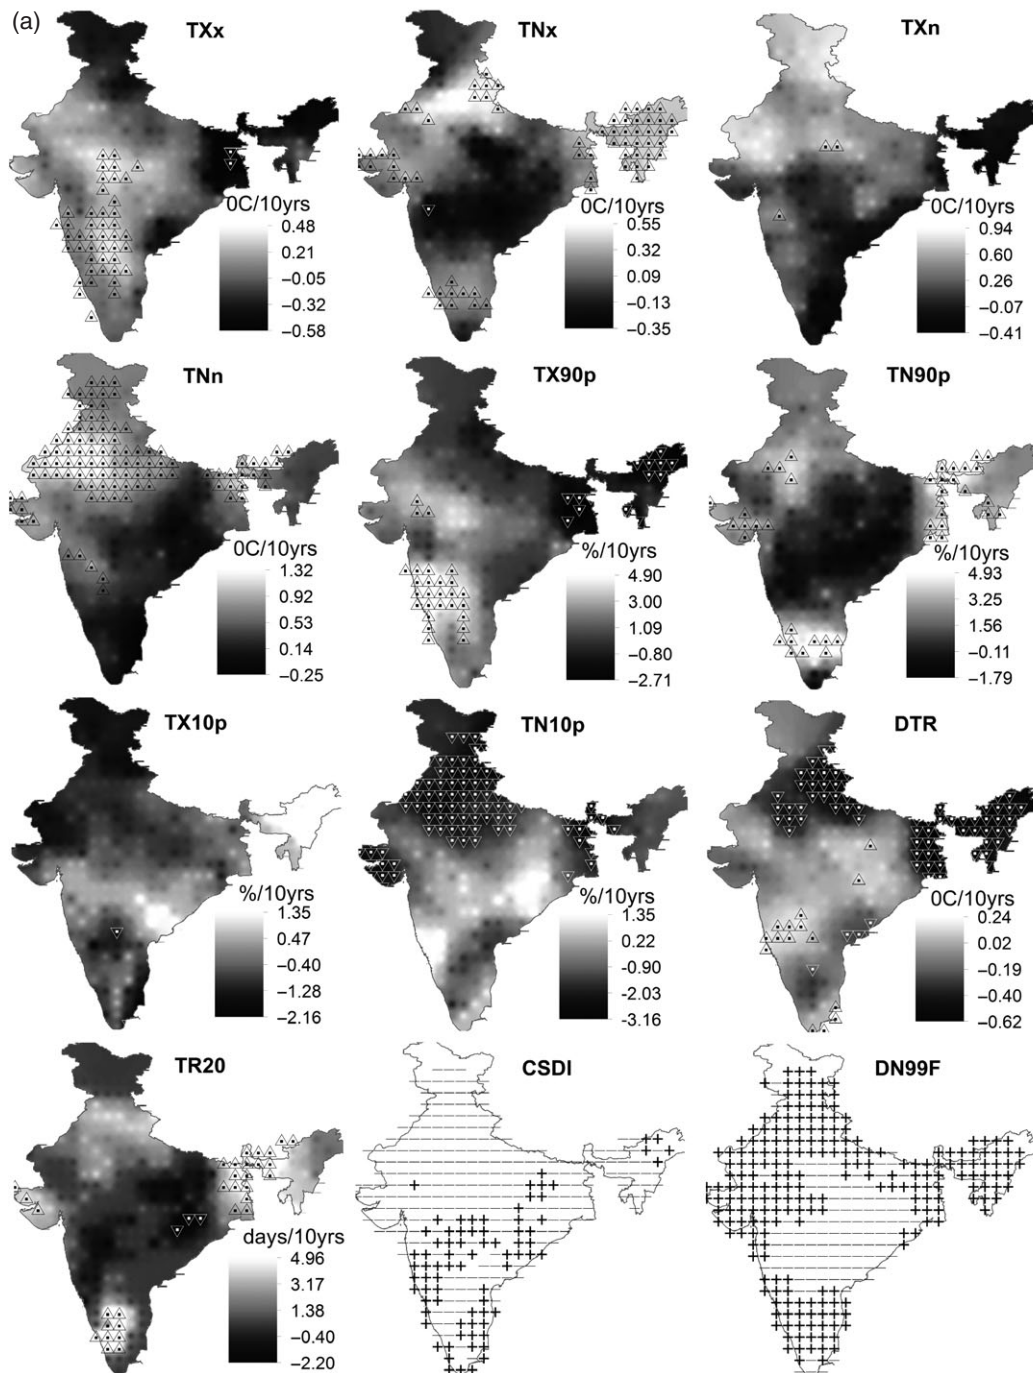 (a)
TXx
0C/10yrs
0.48
0.21
−0.05
−0.32
−0.58
TNx
0C/10yrs
0.55
0.32
0.09
−0.13
−0.35
TXn
0C/10yrs
0.94
0.60
0.26
−0.07
−0.41
TNn
0C/10yrs
1.32
0.92
0.53
0.14
−0.25
TX90p
%/10yrs
4.90
3.00
1.09
−0.80
−2.71
TN90p
%/10yrs
4.93
3.25
1.56
−0.11
−1.79
TX10p
%/10yrs
1.35
0.47
−0.40
−1.28
−2.16
TN10p
%/10yrs
1.35
0.22
-0.90
−2.03
-3.16
DTR
0C/10yrs
0.24
0.02
−0.19
−0.40
−0.62
TR20
days/10yrs
4.96
3.17
1.38
−0.40
−2.20
CSDI
DN99F